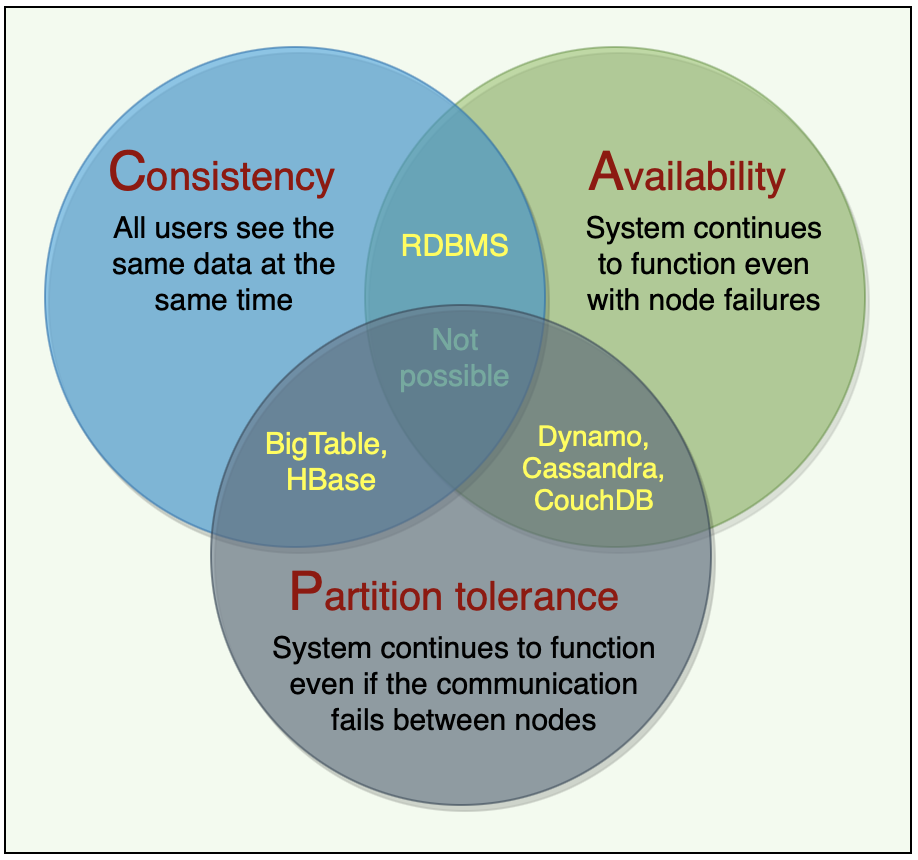 Consistency
All users see the
same data at the
same time
Availability
System continues
to function even
with node failures
RDBMS
Not
possible
BigTable,
HBase
Dynamo,
Cassandra,
CouchDB
Partition tolerance
System continues to function
even if the communication
fails between nodes